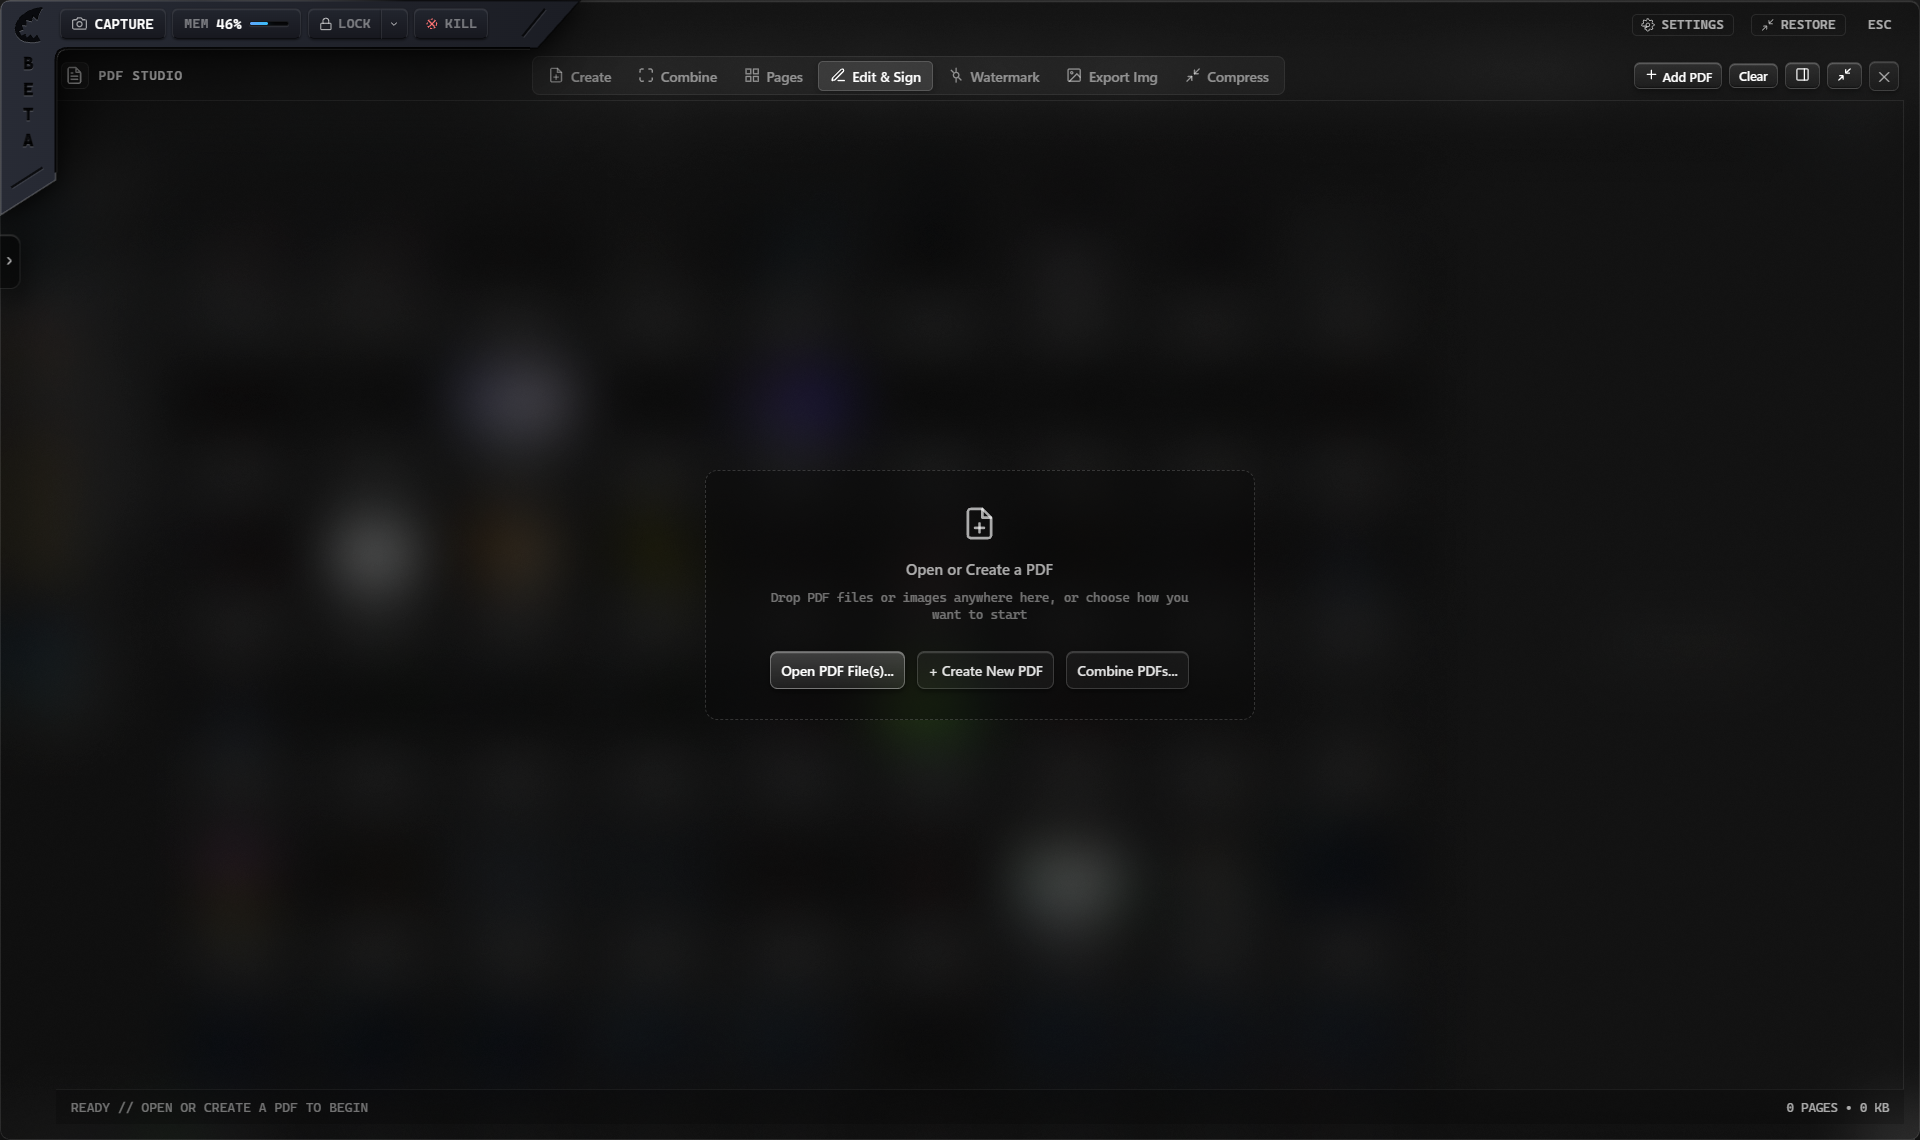 CAPTURE
MEM 46%
LOCK
KILL
SETTINGS
RESTORE
ESC
B
E
T
A
PDF STUDIO
Create
Combine
Pages
Edit & Sign
Watermark
Export Img
Compress
+ Add PDF
Clear
Open or Create a PDF
Drop PDF files or images anywhere here, or choose how you
want to start
Open PDF File(s)...
+ Create New PDF
Combine PDFs...
READY // OPEN OR CREATE A PDF TO BEGIN
0 PAGES • 0 KB